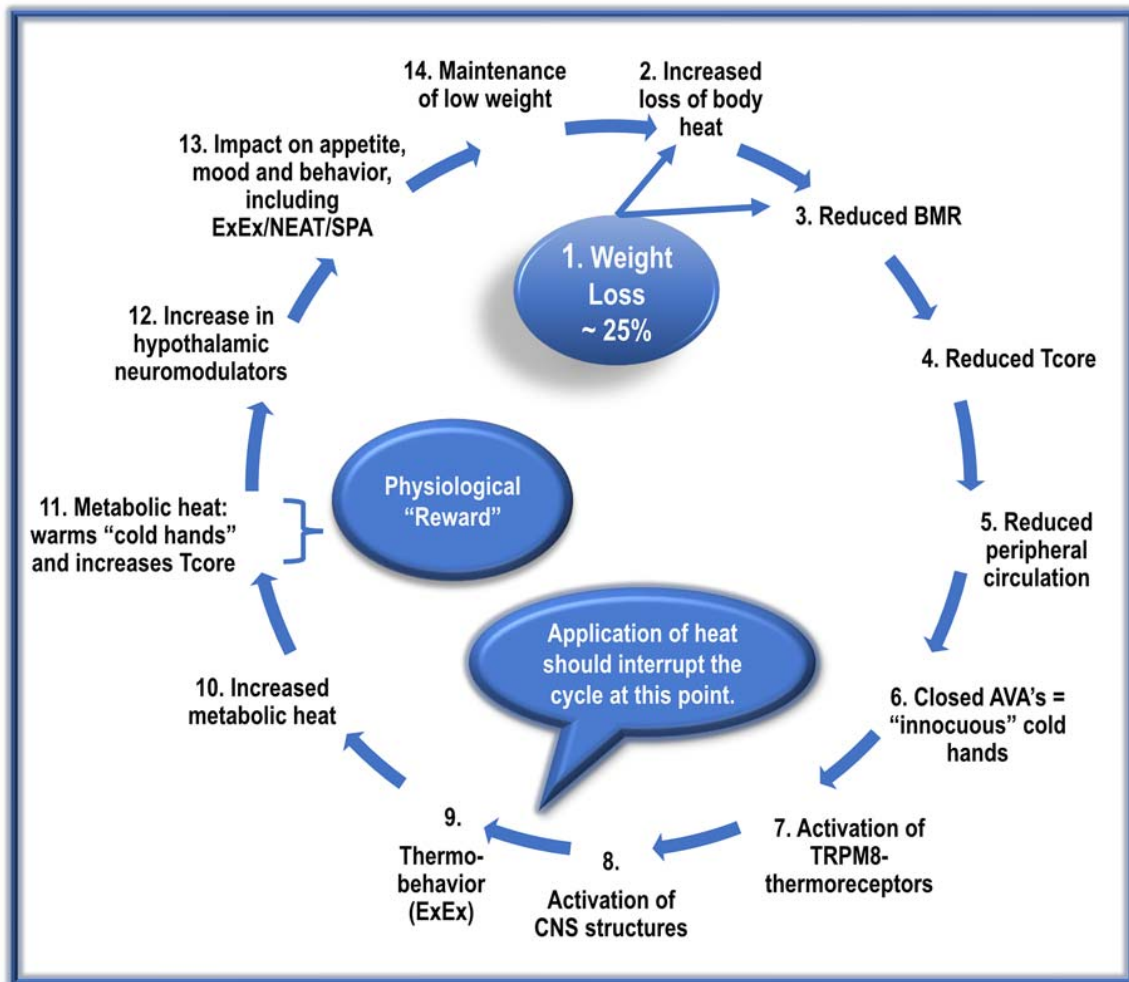 1. Weight
Loss
~ 25%
2. Increased
loss of body
heat
3. Reduced BMR
4. Reduced Tcore
5. Reduced
peripheral
circulation
6. Closed AVA’s =
“innocuous” cold
hands
7. Activation of
TRPM8-
thermoreceptors
8.
Activation of
CNS structures
9.
Thermo-
behavior
(ExEx)
Application of heat
should interrupt the
cycle at this point.
10. Increased
metabolic heat
11. Metabolic heat:
warms “cold hands”
and increases Tcore
Physiological
“Reward”
12. Increase in
hypothalamic
neuromodulators
13. Impact on appetite,
mood and behavior,
including
ExEx/NEAT/SPA
14. Maintenance
of low weight